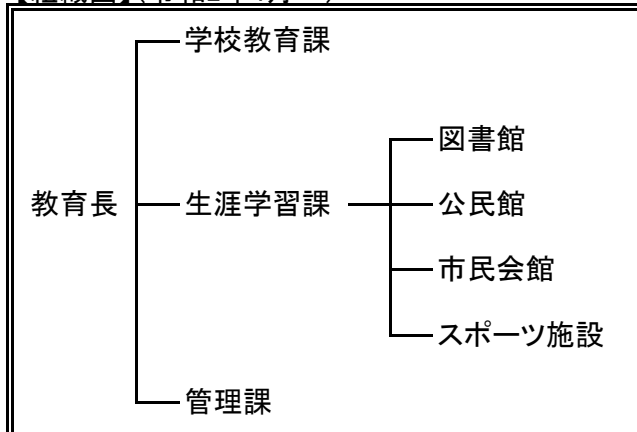 学校教育課
図書館
教育長
生涯学習課
公民館
市民会館
スポーツ施設
管理課